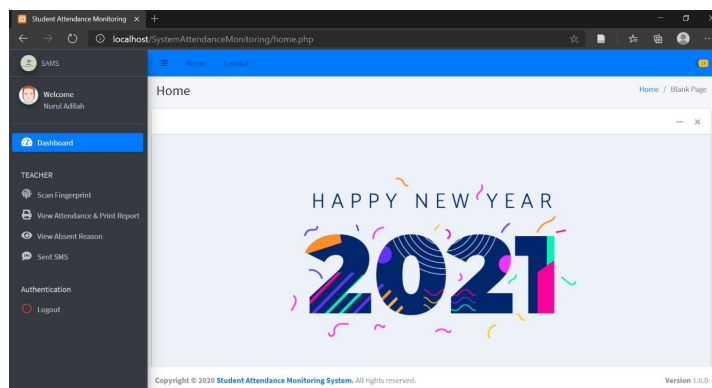 Student Attendance Monitoring
localhost/SystemAttendanceMonitoring/home.php
SAMS
Home Contact
Welcome
Nurul Adilah
Home
Home / Blank Page
Dashboard
TEACHER
Scan Fingerprint
View Attendance & Print Report
View Absent Reason
Sent SMS
Authentication
Logout
HAPPY NEW YEAR
2021
Copyright © 2020 Student Attendance Monitoring System. All rights reserved.
Version 1.0.0